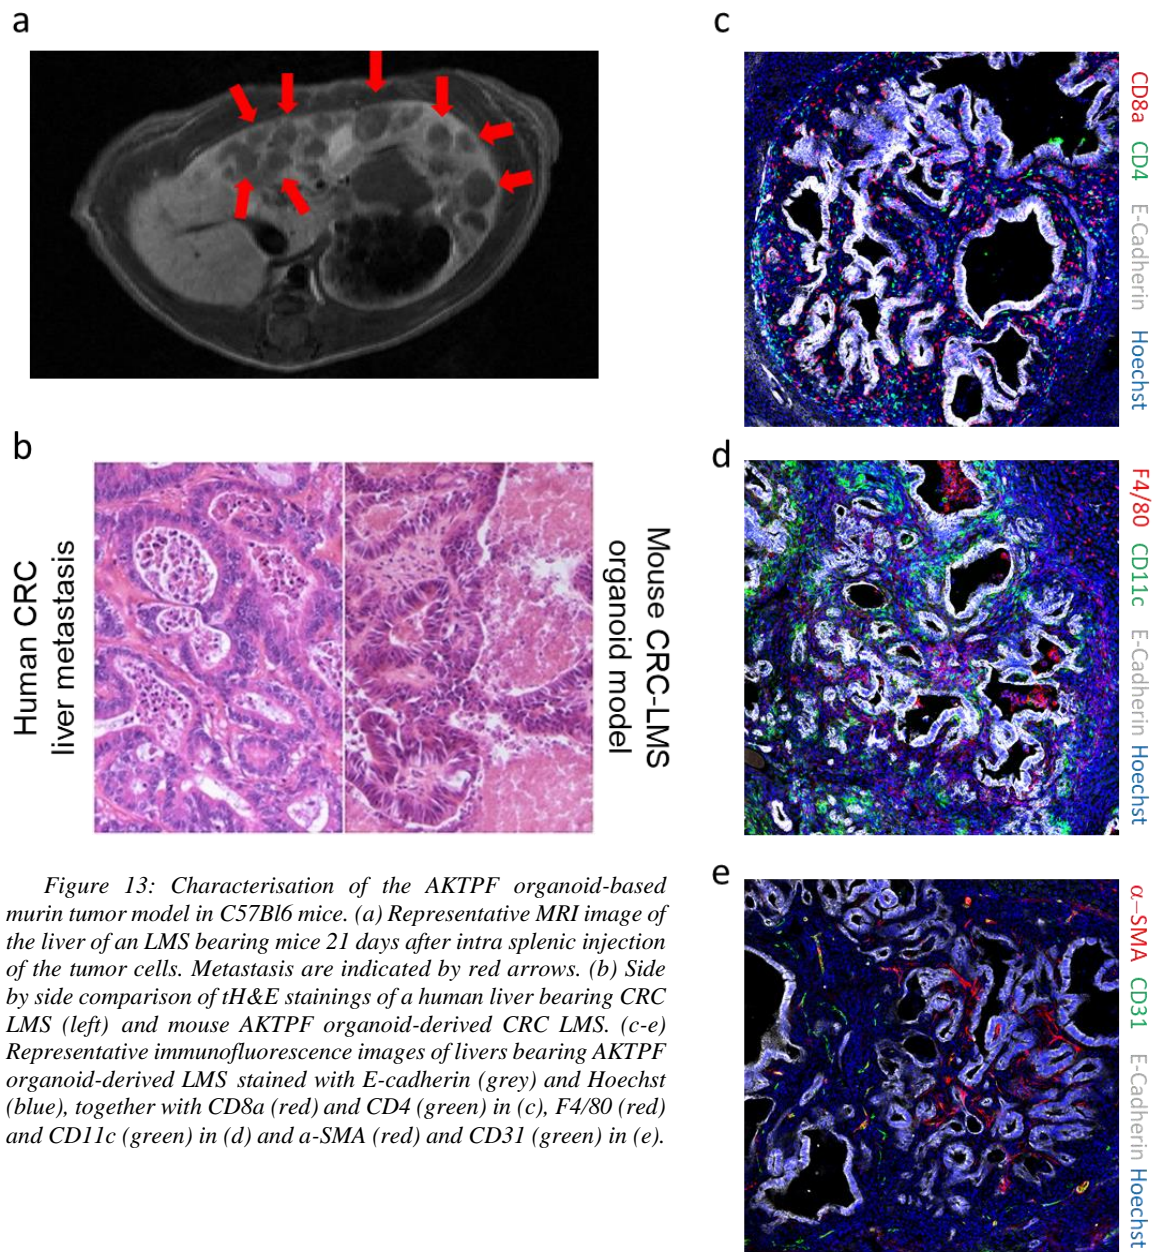 a
b
Human CRC
liver metastasis
Mouse CRC-LMS
organoid model
Figure 13: Characterisation of the AKTPF organoid-based
murin tumor model in C57Bl6 mice. (a) Representative MRI image of
the liver of an LMS bearing mice 21 days after intra splenic injection
of the tumor cells. Metastasis are indicated by red arrows. (b) Side
by side comparison of tH&E stainings of a human liver bearing CRC
LMS (left) and mouse AKTPF organoid-derived CRC LMS. (c-e)
Representative immunofluorescence images of livers bearing AKTPF
organoid-derived LMS stained with E-cadherin (grey) and Hoechst
(blue), together with CD8a (red) and CD4 (green) in (c), F4/80 (red)
and CD11c (green) in (d) and a-SMA (red) and CD31 (green) in (e).
c
CD8a CD4 E-Cadherin Hoechst
d
F4/80 CD11c E-Cadherin Hoechst
e
α–SMA CD31 E-Cadherin Hoechst